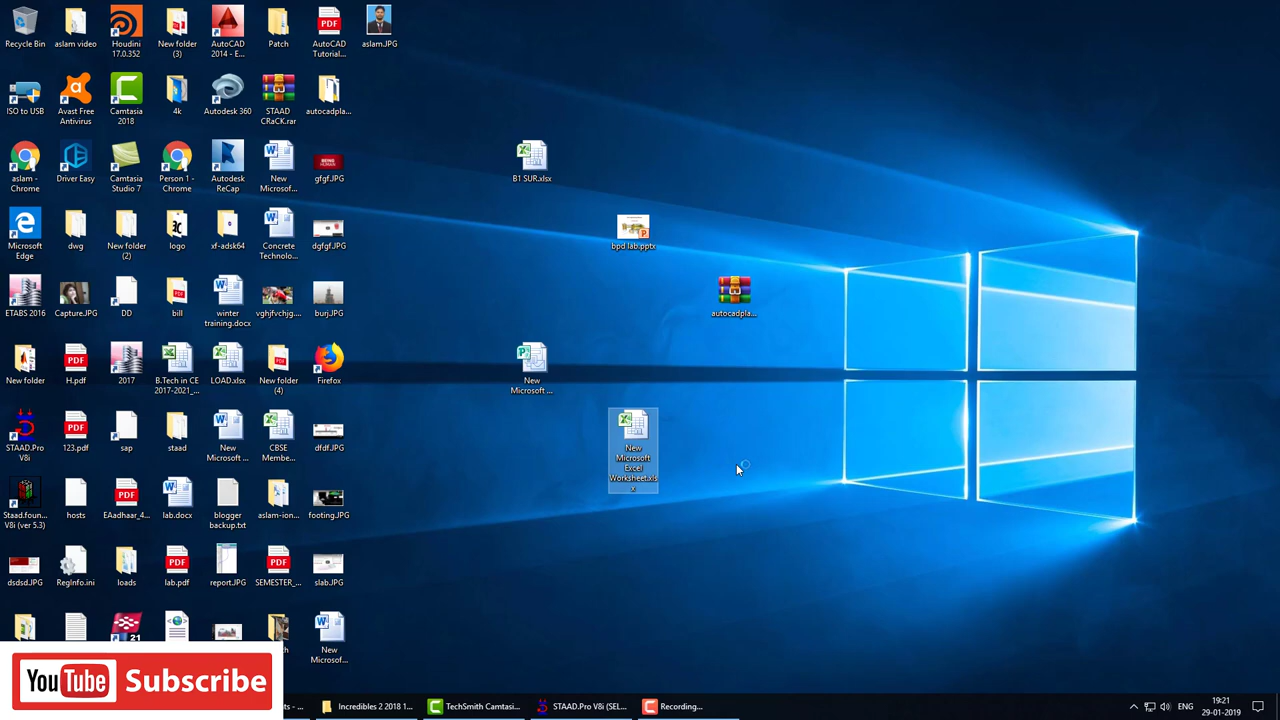 Recycle Bin
aslam video
Houdini
17.0.352
New folder
(3)
AutoCAD
2014 - E...
Patch
AutoCAD
Tutorial...
aslam.JPG
ISO to USB
Avast Free
Antivirus
Camtasia
2018
4k
Autodesk 360
STAAD
CRaCK.rar
autocadpla...
aslam -
Chrome
Driver Easy
Camtasia
Studio 7
Person 1 -
Chrome
Autodesk
ReCap
New
Microsof...
BEING
HUMAN
gfgf.JPG
B1 SUR.xlsx
Microsoft
Edge
dwg
New folder
(2)
logo
xf-adsk64
Concrete
Technolo...
dgfgf.JPG
bpd lab.pptx
ETABS 2016
Capture.JPG
DD
bill
winter
training.docx
vghjfvchjg....
burj.JPG
autocadpla...
New folder
H.pdf
2017
B.Tech in CE
2017-2021_...
LOAD.xlsx
New folder
(4)
Firefox
New
Microsoft ...
STAAD.Pro
V8i
123.pdf
sap
staad
New
Microsoft ...
CBSE
Membe...
dfdf.JPG
New
Microsoft
Excel
Worksheet.xls
x
Staad.foun...
V8i (ver 5.3)
hosts
EAadhaar_4...
lab.docx
blogger
backup.txt
aslam-ion...
footing.JPG
dsdsd.JPG
RegInfo.ini
loads
lab.pdf
report.JPG
SEMESTER_...
slab.JPG
21
New
Microsof...
YouTube Subscribe
Incredibles 2 2018 1...
TechSmith Camtasi...
STAAD.Pro V8i (SEL...
Recording...
ENG
19:21
29-01-2019